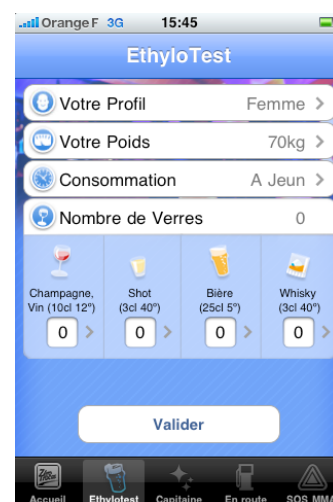 Orange F 3G 15:45
EthyloTest
Votre Profil Femme >
Votre Poids 70kg >
Consommation A Jeun >
Nombre de Verres 0
Champagne, Vin (10cl 12°)
Shot (3cl 40°)
Bière (25cl 5°)
Whisky (3cl 40°)
0 > 0 > 0 > 0 >
Valider
Accueil Ethylotest Capitaine En route SOS MMA